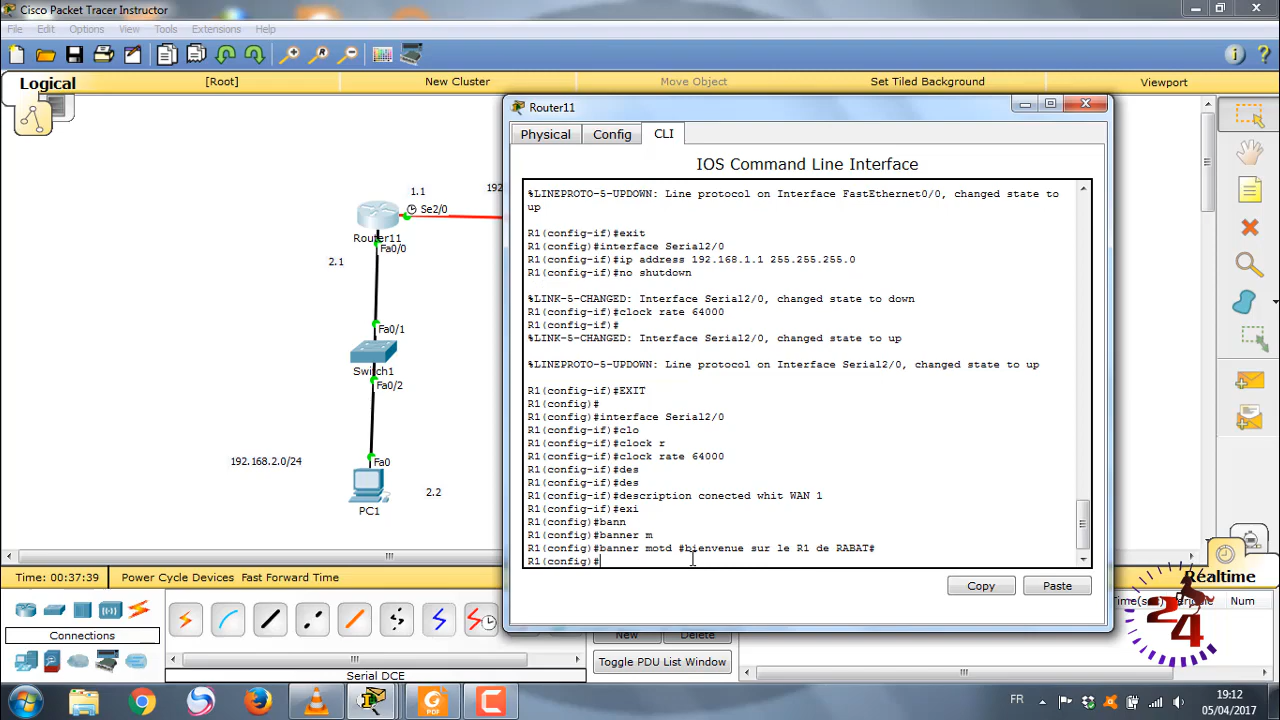 Cisco Packet Tracer Instructor
File Edit Options View Tools Extensions Help
Logical [Root] New Cluster Move Object Set Tiled Background Viewport
Router11
Physical Config CLI
IOS Command Line Interface
%LINEPROTO-5-UPDOWN: Line protocol on Interface FastEthernet0/0, changed state to
up
R1(config-if)#exit
R1(config)#interface Serial2/0
R1(config-if)#ip address 192.168.1.1 255.255.255.0
R1(config-if)#no shutdown
%LINK-5-CHANGED: Interface Serial2/0, changed state to down
R1(config-if)#clock rate 64000
R1(config-if)#
%LINK-5-CHANGED: Interface Serial2/0, changed state to up
%LINEPROTO-5-UPDOWN: Line protocol on Interface Serial2/0, changed state to up
R1(config-if)#EXIT
R1(config)#
R1(config)#interface Serial2/0
R1(config-if)#clo
R1(config-if)#clock r
R1(config-if)#clock rate 64000
R1(config-if)#des
R1(config-if)#des
R1(config-if)#description conected whit WAN 1
R1(config-if)#exi
R1(config)#bann
R1(config)#banner m
R1(config)#banner motd #bienvenue sur le R1 de RABAT#
R1(config)#
Copy Paste
1.1 192
Se2/0
Router11
Fa0/0
2.1
Fa0/1
Switch1
Fa0/2
192.168.2.0/24 Fa0
2.2
PC1
Time: 00:37:39 Power Cycle Devices Fast Forward Time Realtime
Connections
Serial DCE
New Delete
Toggle PDU List Window
Time(sec) Num
24
FR 19:12
05/04/2017